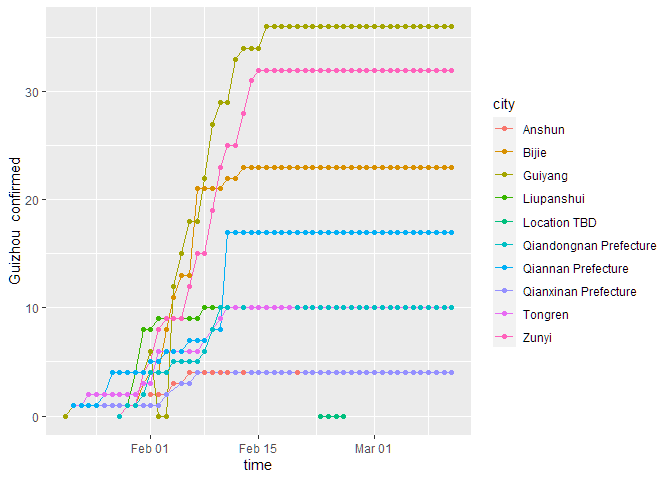 Guizhou confirmed
30
20
10
0
Feb 01
Feb 15
Mar 01
time
city
Anshun
Bijie
Guiyang
Liupanshui
Location TBD
Qiandongnan Prefecture
Qiannan Prefecture
Qianxinan Prefecture
Tongren
Zunyi